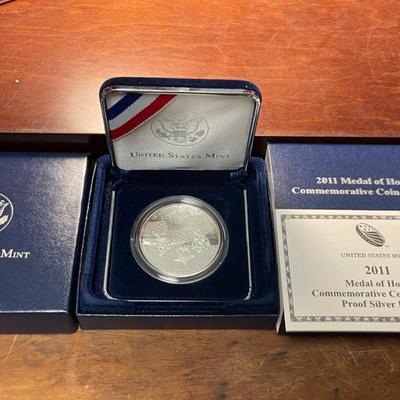 UNITED STATES MINT
MINT
2011 Medal of Ho
Commemorative Coin
UNITED STATES M
2011
Medal of Ho
Commemorative Co
Proof Silver